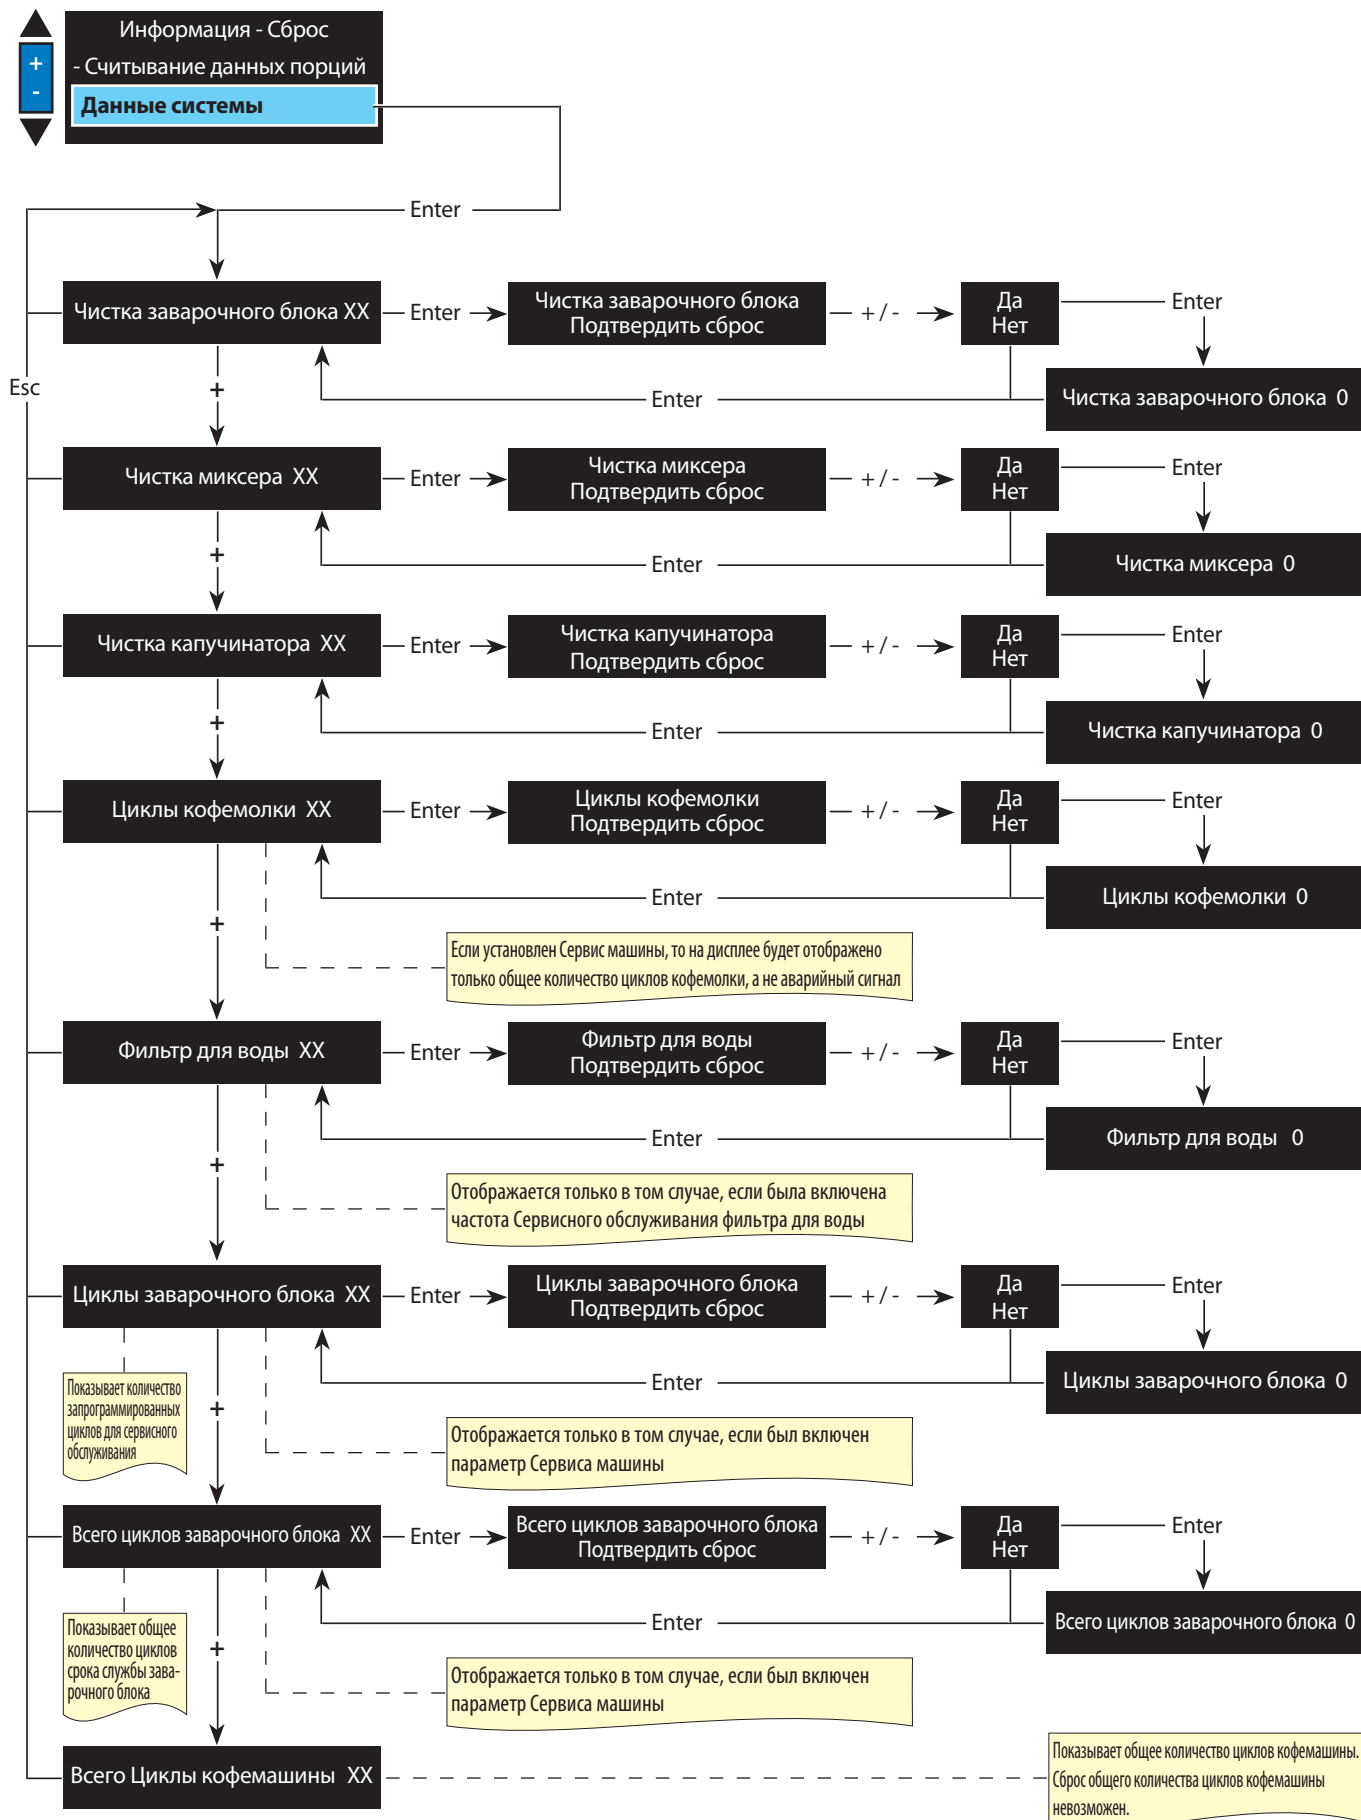 Информация - Сброс
+
- Считывание данных порций
-
Данные системы
Enter
Чистка заварочного блока XX
Enter
Чистка заварочного блока
Подтвердить сброс
+ / -
Да
Нет
Enter
Esc
+
Enter
Чистка заварочного блока 0
Чистка миксера XX
Enter
Чистка миксера
Подтвердить сброс
+ / -
Да
Нет
Enter
+
Enter
Чистка миксера 0
Чистка капучинатора XX
Enter
Чистка капучинатора
Подтвердить сброс
+ / -
Да
Нет
Enter
+
Enter
Чистка капучинатора 0
Циклы кофемолки XX
Enter
Циклы кофемолки
Подтвердить сброс
+ / -
Да
Нет
Enter
+
Enter
Циклы кофемолки 0
Если установлен Сервис машины, то на дисплее будет отображено
только общее количество циклов кофемолки, а не аварийный сигнал
Фильтр для воды XX
Enter
Фильтр для воды
Подтвердить сброс
+ / -
Да
Нет
Enter
+
Enter
Фильтр для воды 0
Отображается только в том случае, если была включена
частота Сервисного обслуживания фильтра для воды
Циклы заварочного блока XX
Enter
Циклы заварочного блока
Подтвердить сброс
+ / -
Да
Нет
Enter
Показывает количество
запрограммированных
циклов для сервисного
обслуживания
+
Enter
Циклы заварочного блока 0
Отображается только в том случае, если был включен
параметр Сервиса машины
Всего циклов заварочного блока XX
Enter
Всего циклов заварочного блока
Подтвердить сброс
+ / -
Да
Нет
Enter
Показывает общее
количество циклов
срока службы зава-
рочного блока
+
Enter
Всего циклов заварочного блока 0
Отображается только в том случае, если был включен
параметр Сервиса машины
Всего Циклы кофемашины XX
Показывает общее количество циклов кофемашины.
Сброс общего количества циклов кофемашины
невозможен.